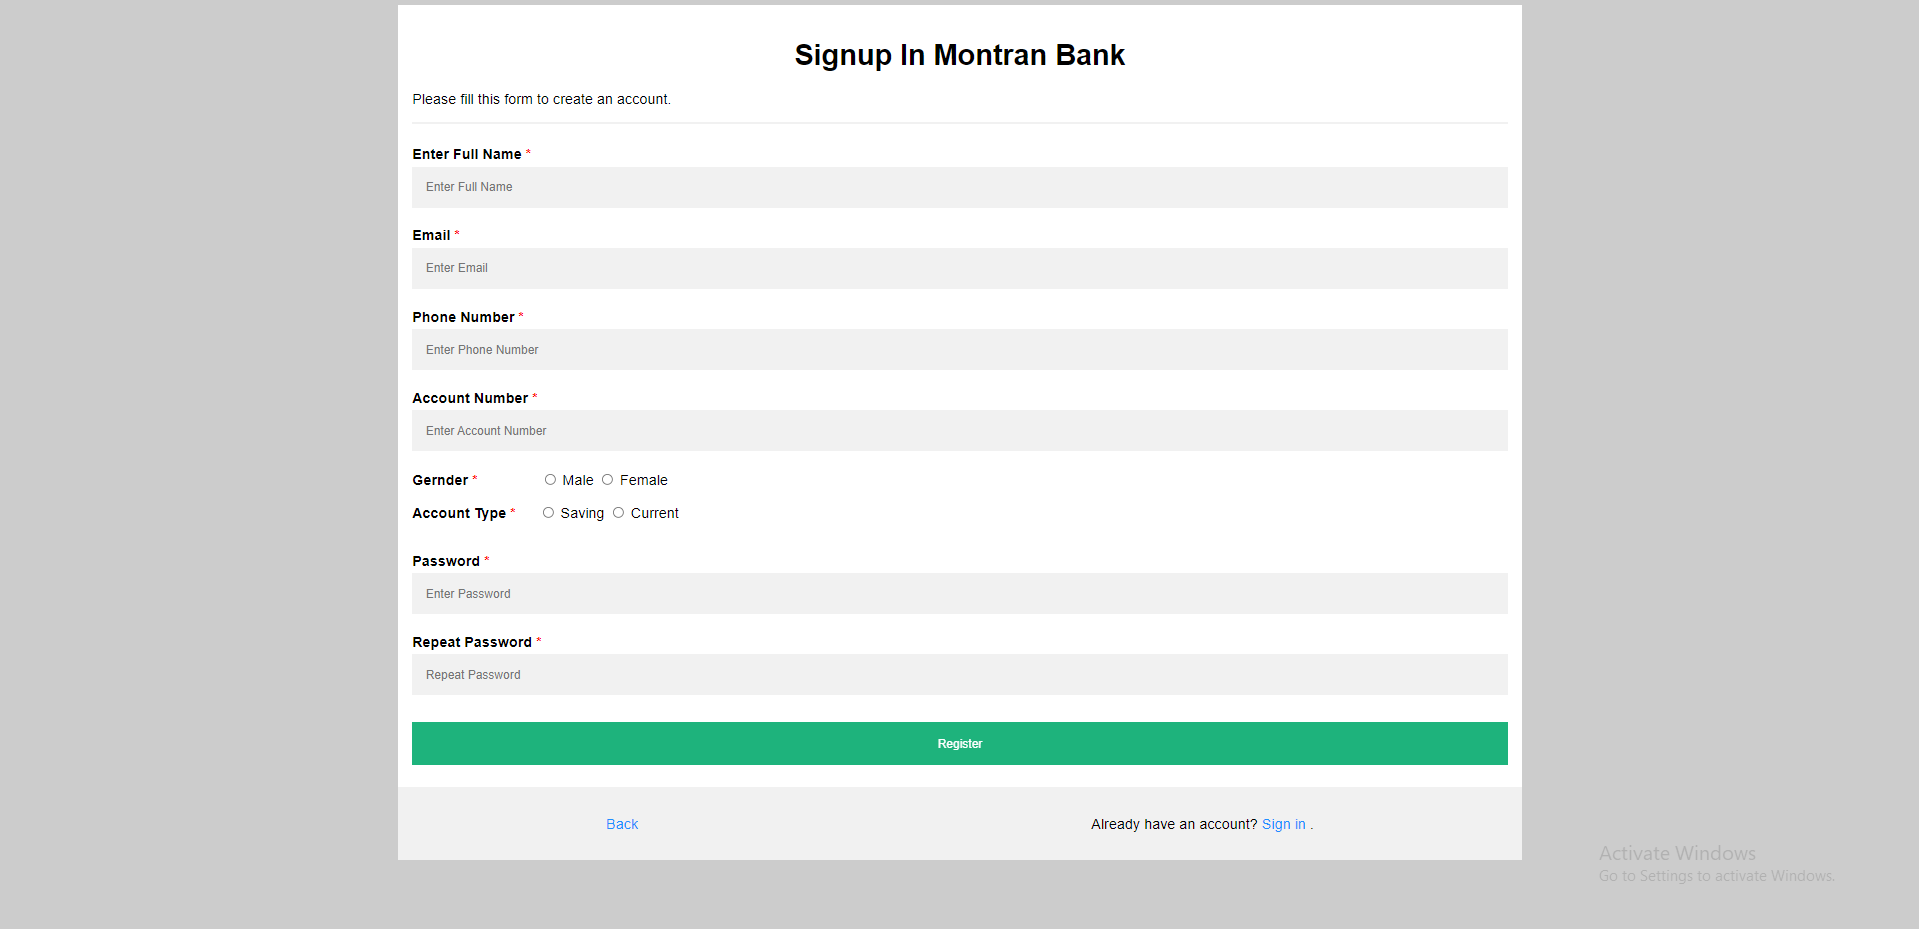 Signup In Montran Bank
Please fill this form to create an account.
Enter Full Name *
Enter Full Name
Email *
Enter Email
Phone Number *
Enter Phone Number
Account Number *
Enter Account Number
Gernder * Male Female
Account Type * Saving Current
Password *
Enter Password
Repeat Password *
Repeat Password
Register
Back Already have an account? Sign in .
Activate Windows
Go to Settings to activate Windows.